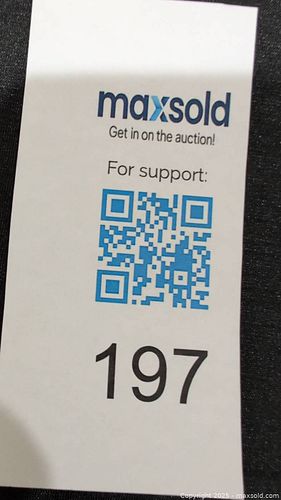 maxsold
Get in on the auction!
For support:
197
Copyright 2025 - maxsold.com